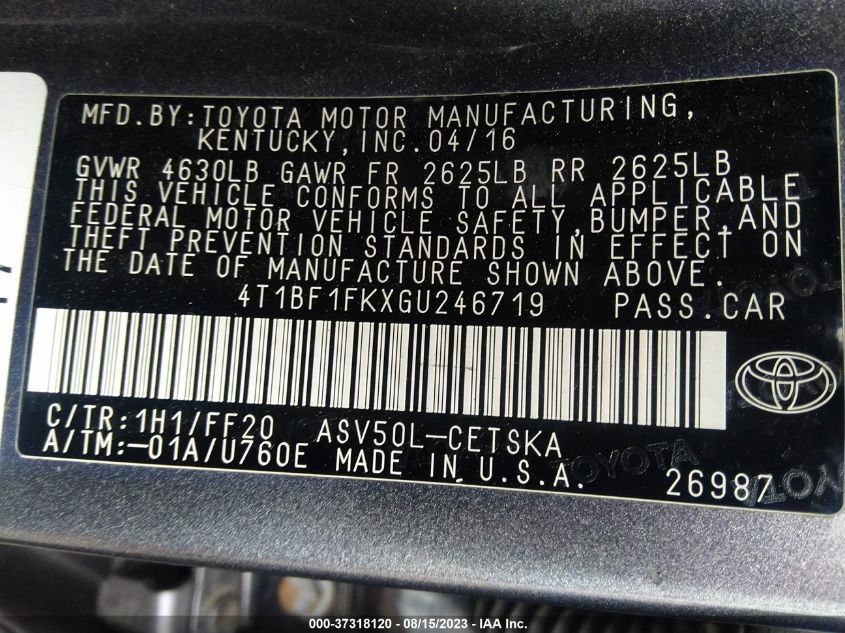 MFD.BY:TOYOTA MOTOR MANUFACTURING,
KENTUCKY,INC.04/16
GVWR 4630LB GAWR FR 2625LB RR 2625LB
THIS VEHICLE CONFORMS TO ALL APPLICABLE
FEDERAL MOTOR VEHICLE SAFETY,BUMPER,AND
THEFT PREVENTION STANDARDS IN EFFECT ON
THE DATE OF MANUFACTURE SHOWN ABOVE.
4T1BF1FKXGU246719 PASS.CAR
C/TR:1H1/FF20 ASV50L-CETSKA
A/TM:-01A/U760E MADE IN U.S.A.
26987
TOYOTA
000-37318120 - 08/15/2023 - IAAI.com